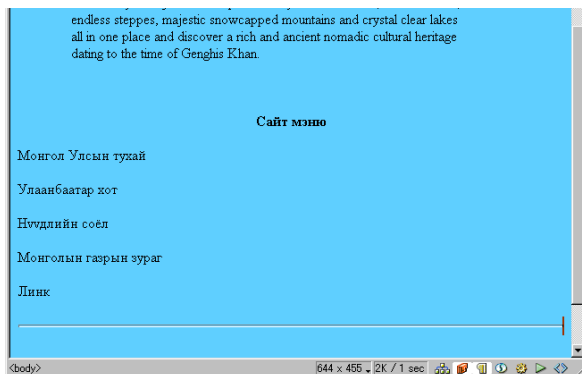 endless steppes, majestic snowcapped mountains and crystal clear lakes
all in one place and discover a rich and ancient nomadic cultural heritage
dating to the time of Genghis Khan.
Сайт мэню
Монгол Улсын тухай
Улаанбаатар хот
Нvvдлийн соёл
Монголын газрын зураг
Линк
<body>
644 x 455 2K / 1 sec